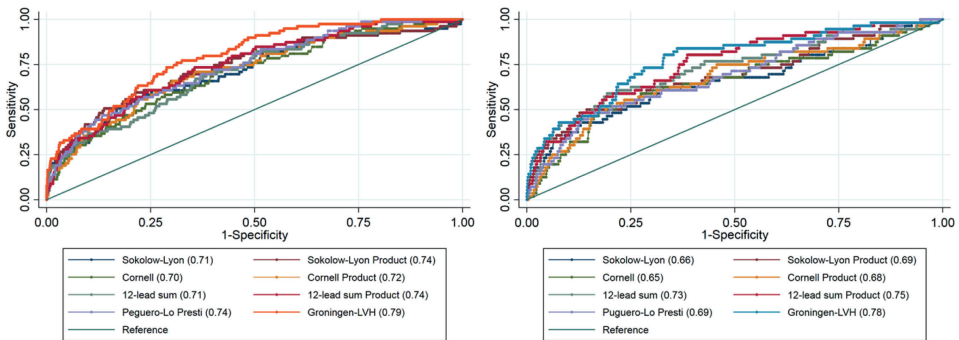 Sensitivity
1.00
0.75
0.50
0.25
0.00
0.00 0.25 0.50 0.75 1.00
1-Specificity
Sokolow-Lyon (0.71) Sokolow-Lyon Product (0.74)
Cornell (0.70) Cornell Product (0.72)
12-lead sum (0.71) 12-lead sum Product (0.74)
Peguero-Lo Presti (0.74) Groningen-LVH (0.79)
Reference
Sensitivity
1.00
0.75
0.50
0.25
0.00
0.00 0.25 0.50 0.75 1.00
1-Specificity
Sokolow-Lyon (0.66) Sokolow-Lyon Product (0.69)
Cornell (0.65) Cornell Product (0.68)
12-lead sum (0.73) 12-lead sum Product (0.75)
Puguero-Lo Presti (0.69) Groningen-LVH (0.78)
Reference